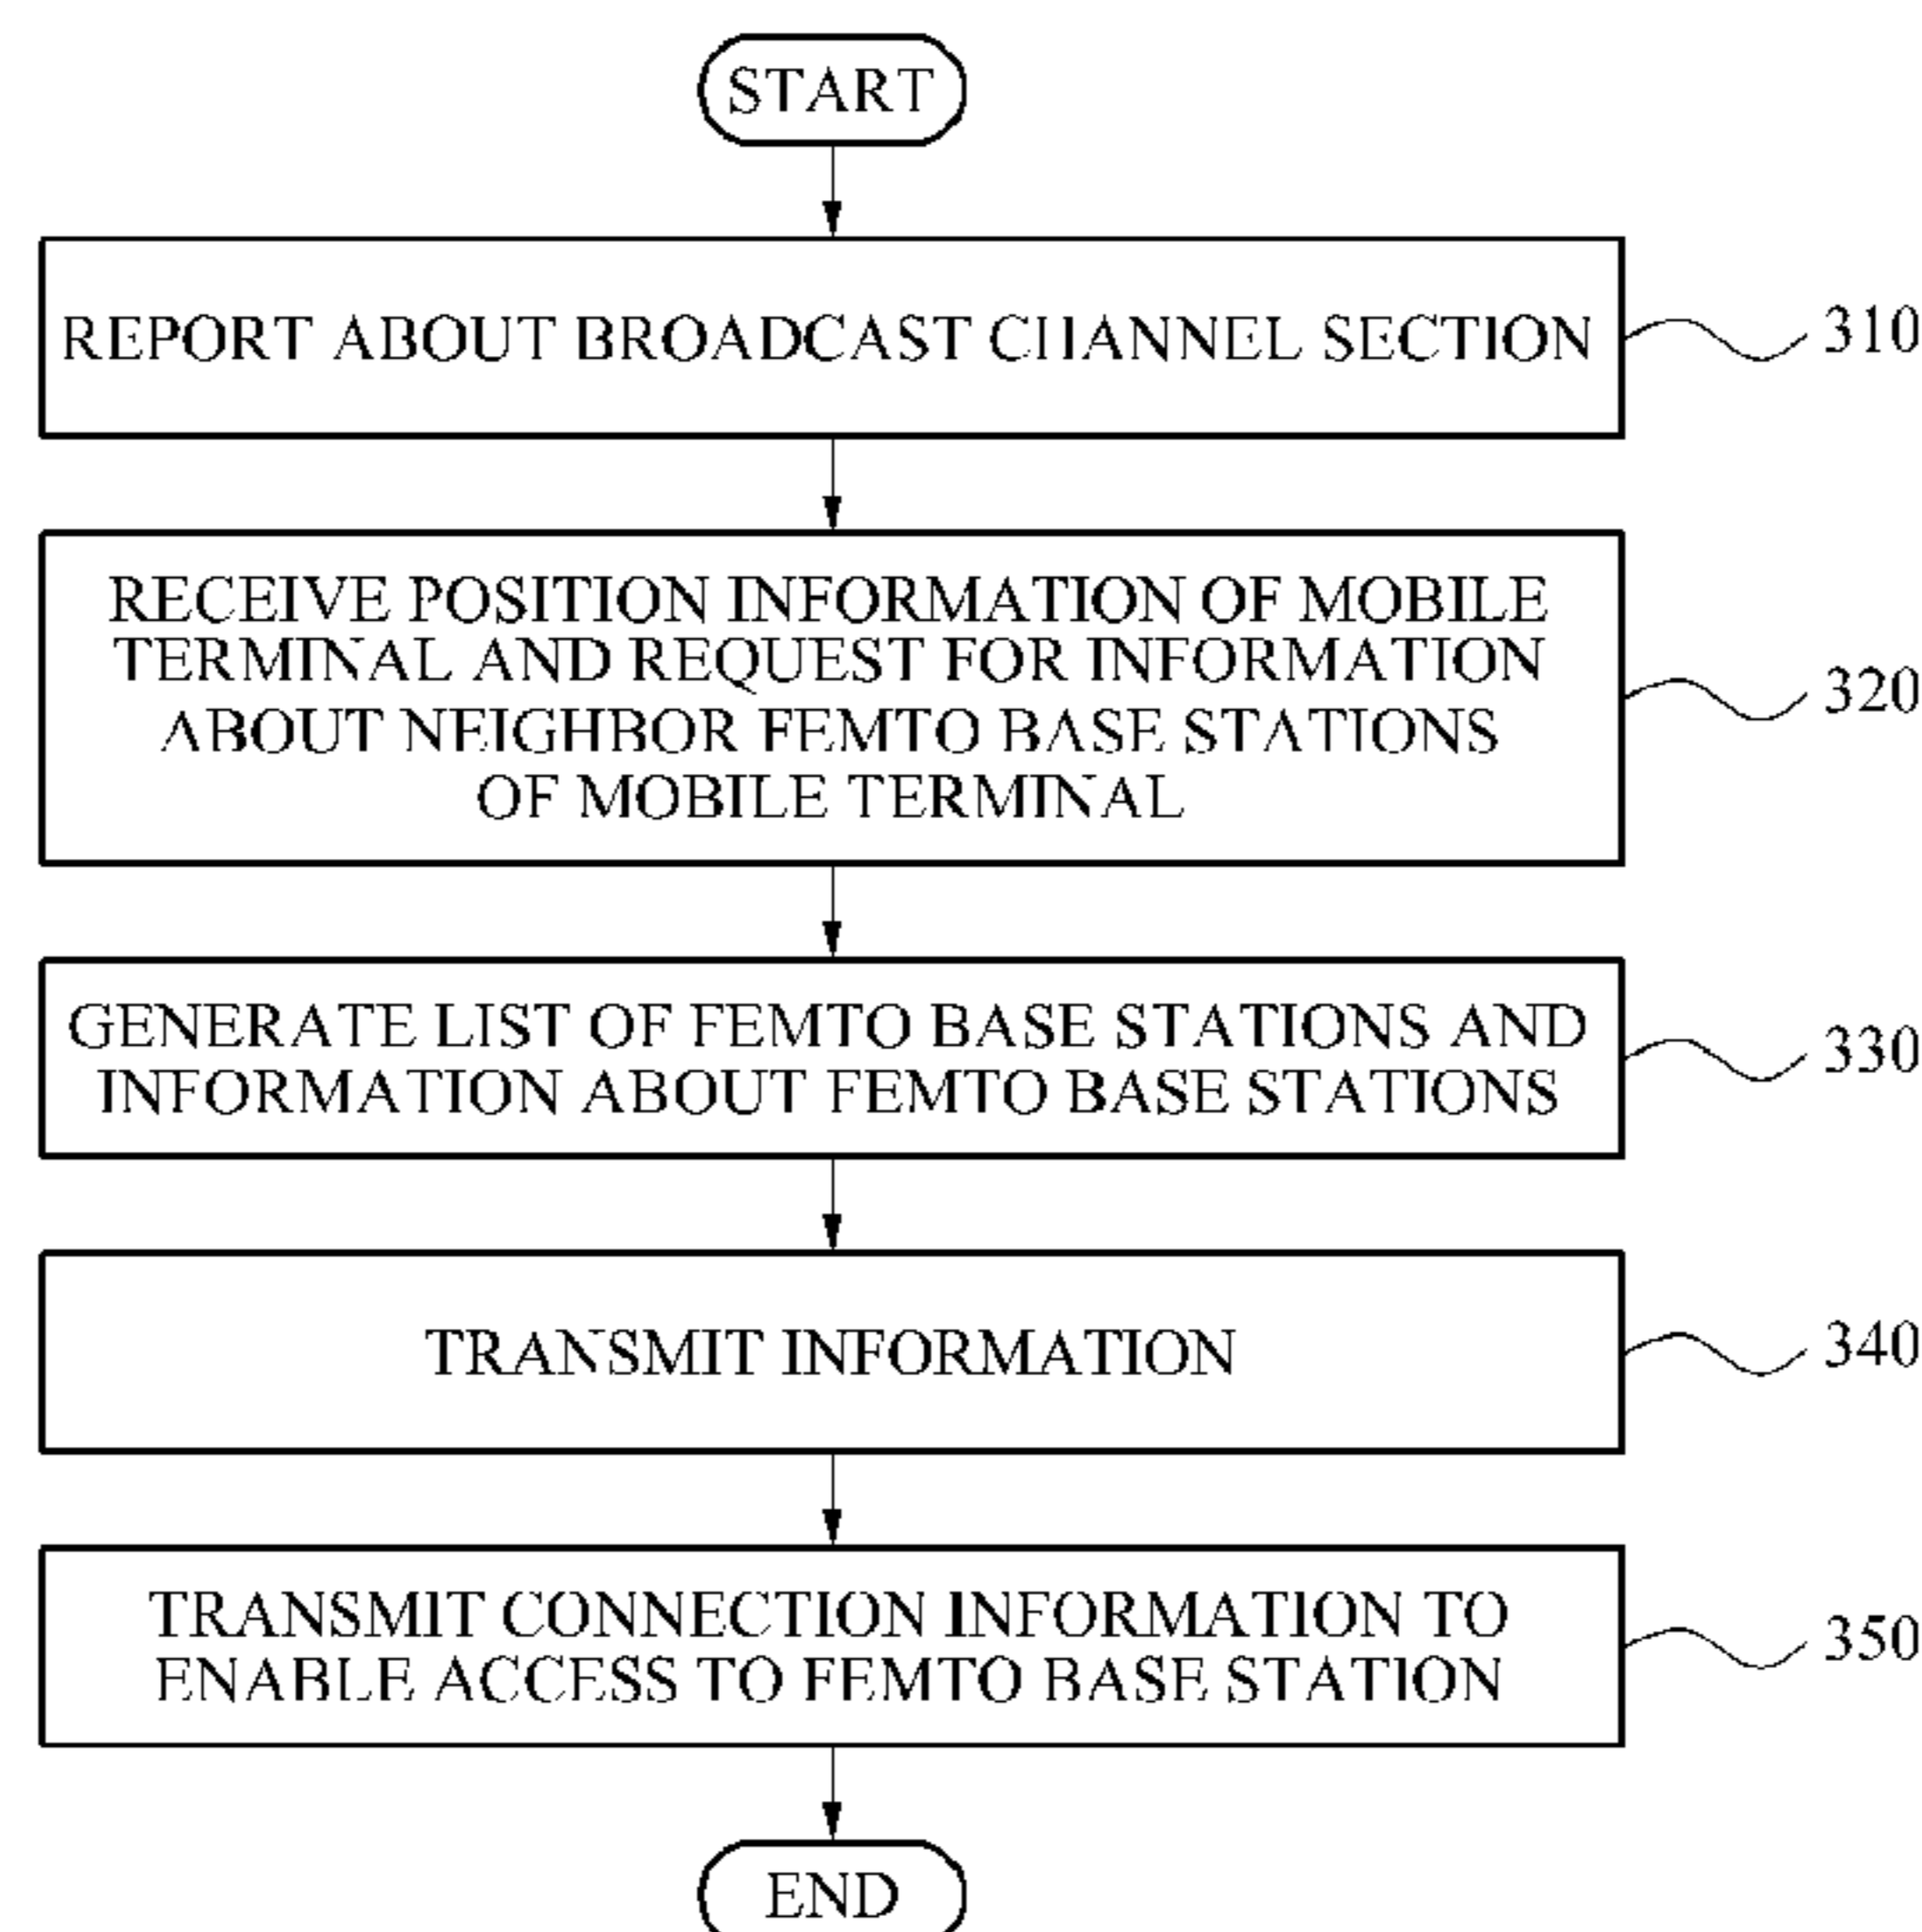 START
REPORT ABOUT BROADCAST CHANNEL SECTION
310
RECEIVE POSITION INFORMATION OF MOBILE
TERMINAL AND REQUEST FOR INFORMATION
ABOUT NEIGHBOR FEMTO BASE STATIONS
OF MOBILE TERMINAL
320
GENERATE LIST OF FEMTO BASE STATIONS AND
INFORMATION ABOUT FEMTO BASE STATIONS
330
TRANSMIT INFORMATION
340
TRANSMIT CONNECTION INFORMATION TO
ENABLE ACCESS TO FEMTO BASE STATION
350
END